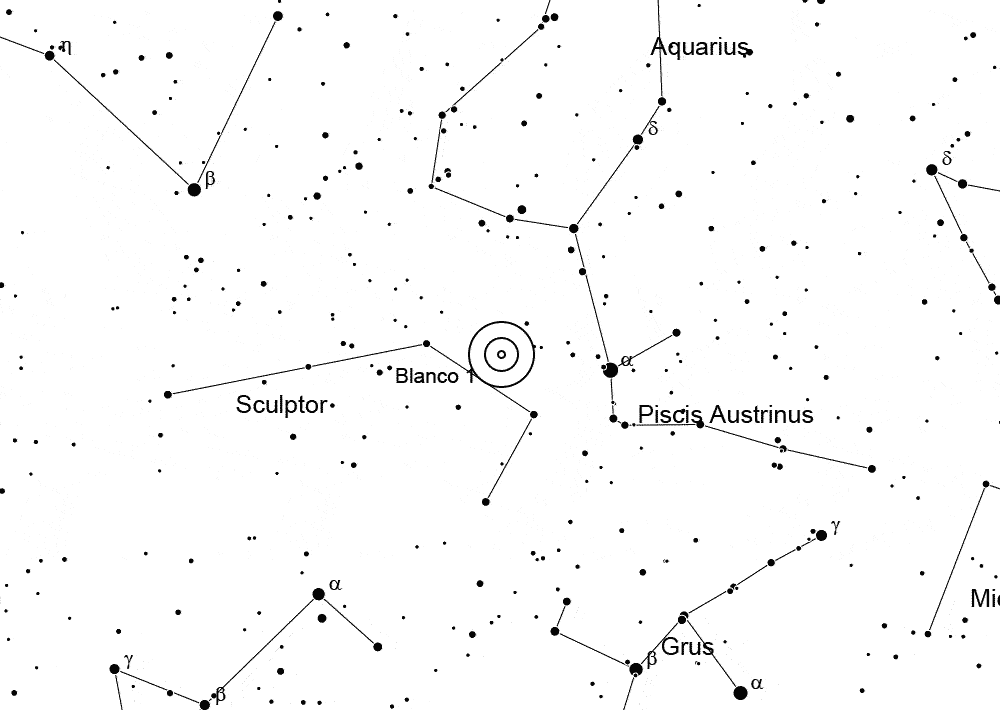 η
Aquarius
δ
δ
β
α
Blanco 1
Sculptor
Piscis Austrinus
γ
α
Mic
γ
Grus
β
α
β